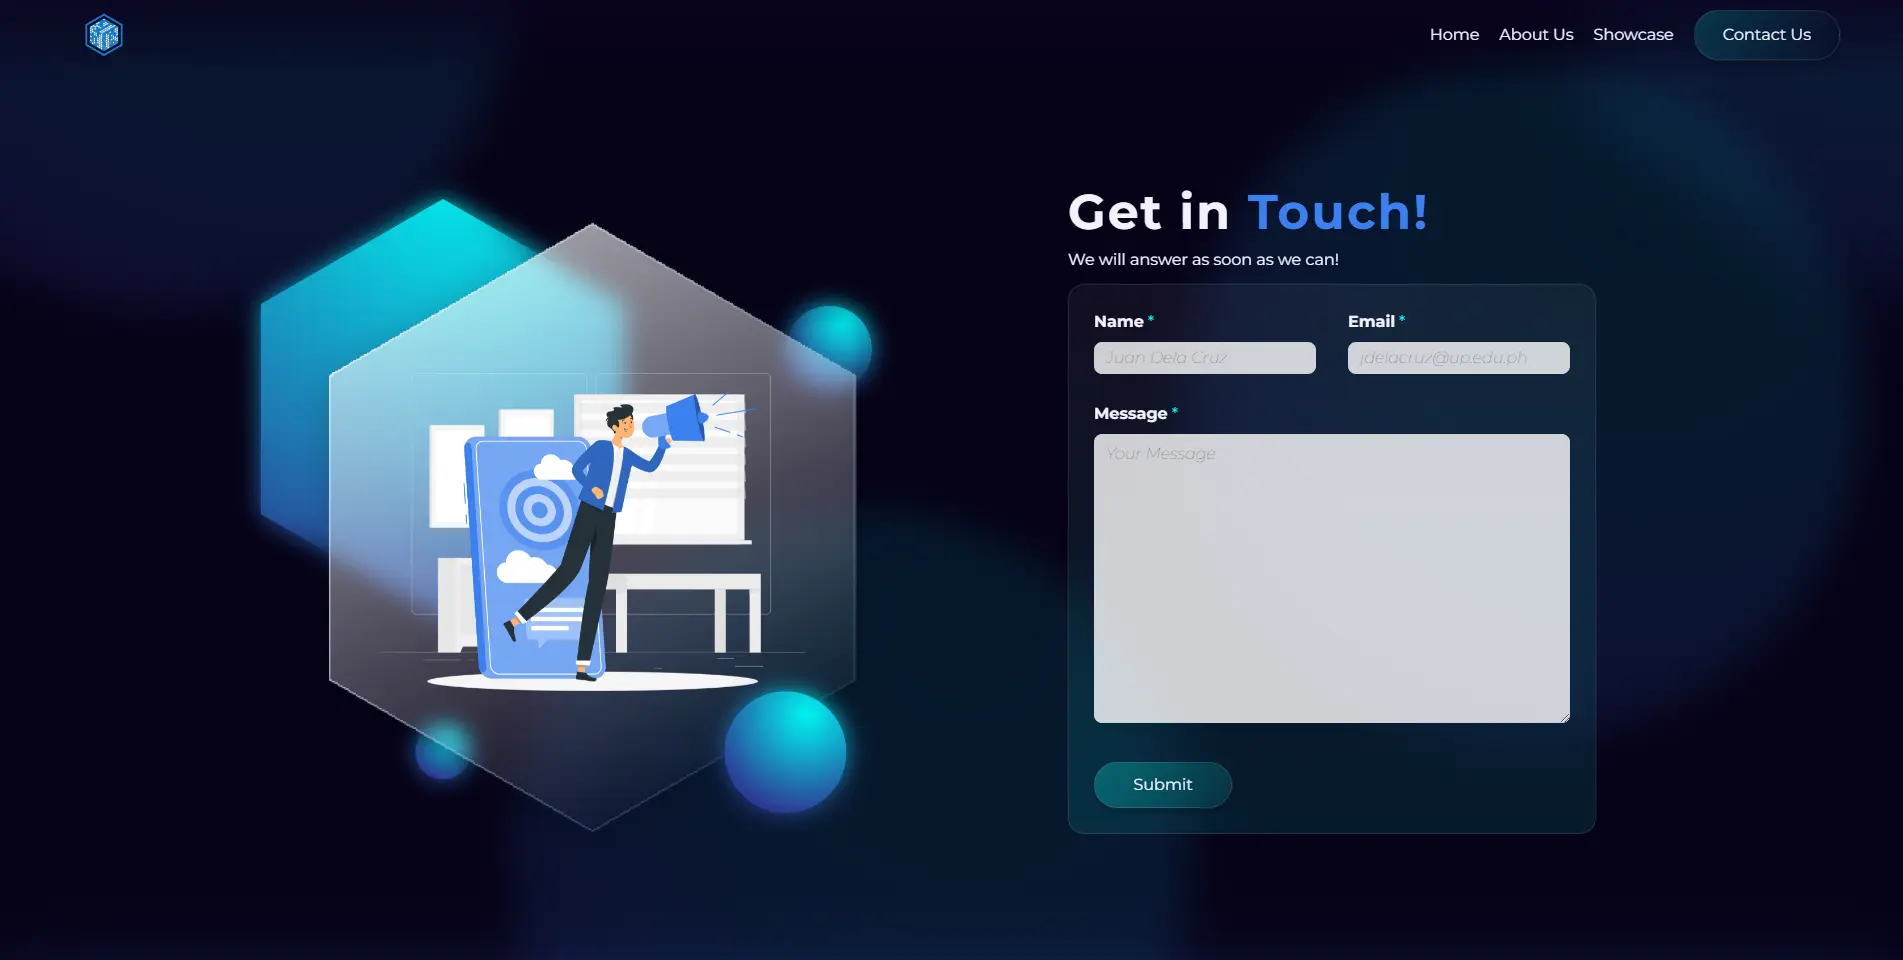 Home About Us Showcase Contact Us
Get in Touch!
We will answer as soon as we can!
Name * Email *
Juan Dela Cruz jdelacruz@up.edu.ph
Message *
Your Message
Submit